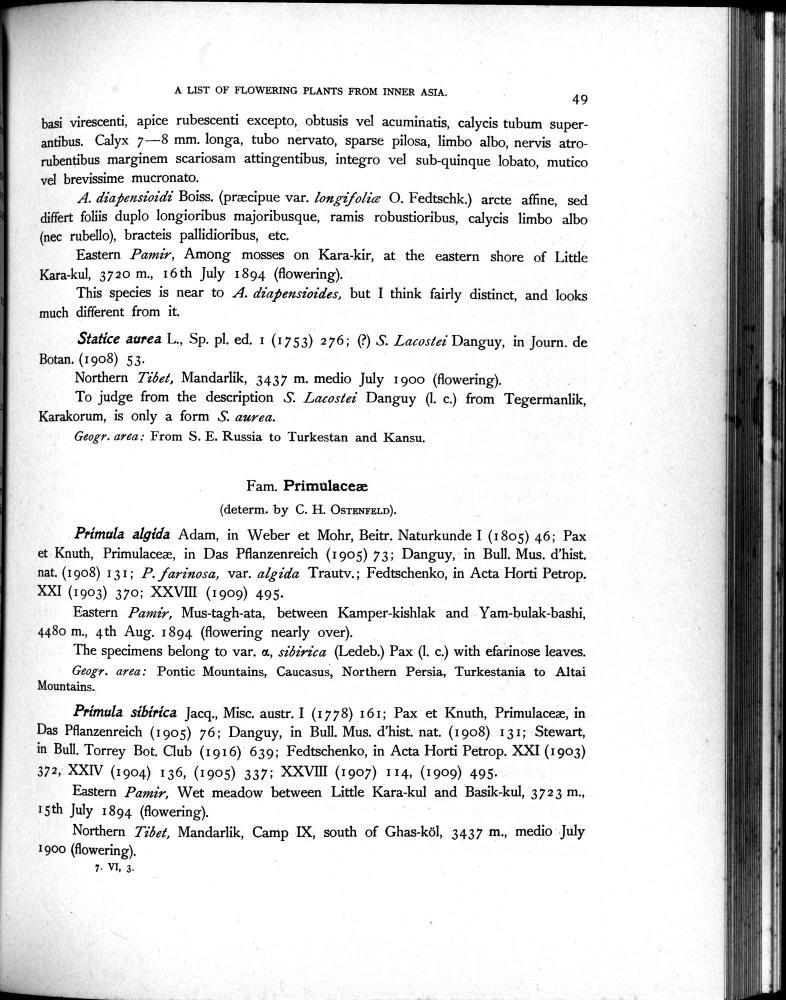 A LIST OF FLOWERING PLANTS FROM INNER ASIA.
49
basi virescenti, apice rubescenti excepto, obtusis vel acuminatis, calycis tubum super-
antibus. Calyx 7—8 mm. longa, tubo nervato, sparse pilosa, limbo albo, nervis atro-
rubentibus marginem scariosam attingentibus, integro vel sub-quinque lobato, mutico
vel brevissime mucronato.
A. diapensioidi Boiss. (præcipue var. longifoliæ O. Fedtschk.) arcte affine, sed
differt foliis duplo longioribus majoribusque, ramis robustioribus, calycis limbo albo
(nec rubello), bracteis pallidioribus, etc.
Eastern Pamir, Among mosses on Kara-kir, at the eastern shore of Little
Kara-kul, 3720 m., 16th July 1894 (flowering).
This species is near to A. diapensioides, but I think fairly distinct, and looks
much different from it.
Statice aurea L., Sp. pl. ed. 1 (1753) 276; (?) S. Lacostei Danguy, in Journ. de
Botan. (1908) 53.
Northern Tibet, Mandarlik, 3437 m. medio July 1900 (flowering).
To judge from the description S. Lacostei Danguy (l. c.) from Tegermanlik,
Karakorum, is only a form S. aurea.
Geogr. area: From S. E. Russia to Turkestan and Kansu.
Fam. Primulaceæ
(determ. by C. H. OSTENFELD).
Primula algida Adam, in Weber et Mohr, Beitr. Naturkunde I (1805) 46; Pax
et Knuth, Primulaceæ, in Das Pflanzenreich (1905) 73; Danguy, in Bull. Mus. d'hist.
nat. (1908) 131; P. farinosa, var. algida Trautv.; Fedtschenko, in Acta Horti Petrop.
XXI (1903) 370; XXVIII (1909) 495.
Eastern Pamir, Mus-tagh-ata, between Kamper-kishlak and Yam-bulak-bashi,
4480 m., 4th Aug. 1894 (flowering nearly over).
The specimens belong to var. α, sibirica (Ledeb.) Pax (l. c.) with efarinose leaves.
Geogr. area: Pontic Mountains, Caucasus, Northern Persia, Turkestania to Altai
Mountains.
Primula sibirica Jacq., Misc. austr. I (1778) 161; Pax et Knuth, Primulaceæ, in
Das Pflanzenreich (1905) 76; Danguy, in Bull. Mus. d'hist. nat. (1908) 131; Stewart,
in Bull. Torrey Bot. Club (1916) 639; Fedtschenko, in Acta Horti Petrop. XXI (1903)
372, XXIV (1904) 136, (1905) 337; XXVIII (1907) 114, (1909) 495.
Eastern Pamir, Wet meadow between Little Kara-kul and Basik-kul, 3723 m.,
15th July 1894 (flowering).
Northern Tibet, Mandarlik, Camp IX, south of Ghas-köl, 3437 m., medio July
1900 (flowering).
7. VI, 3.